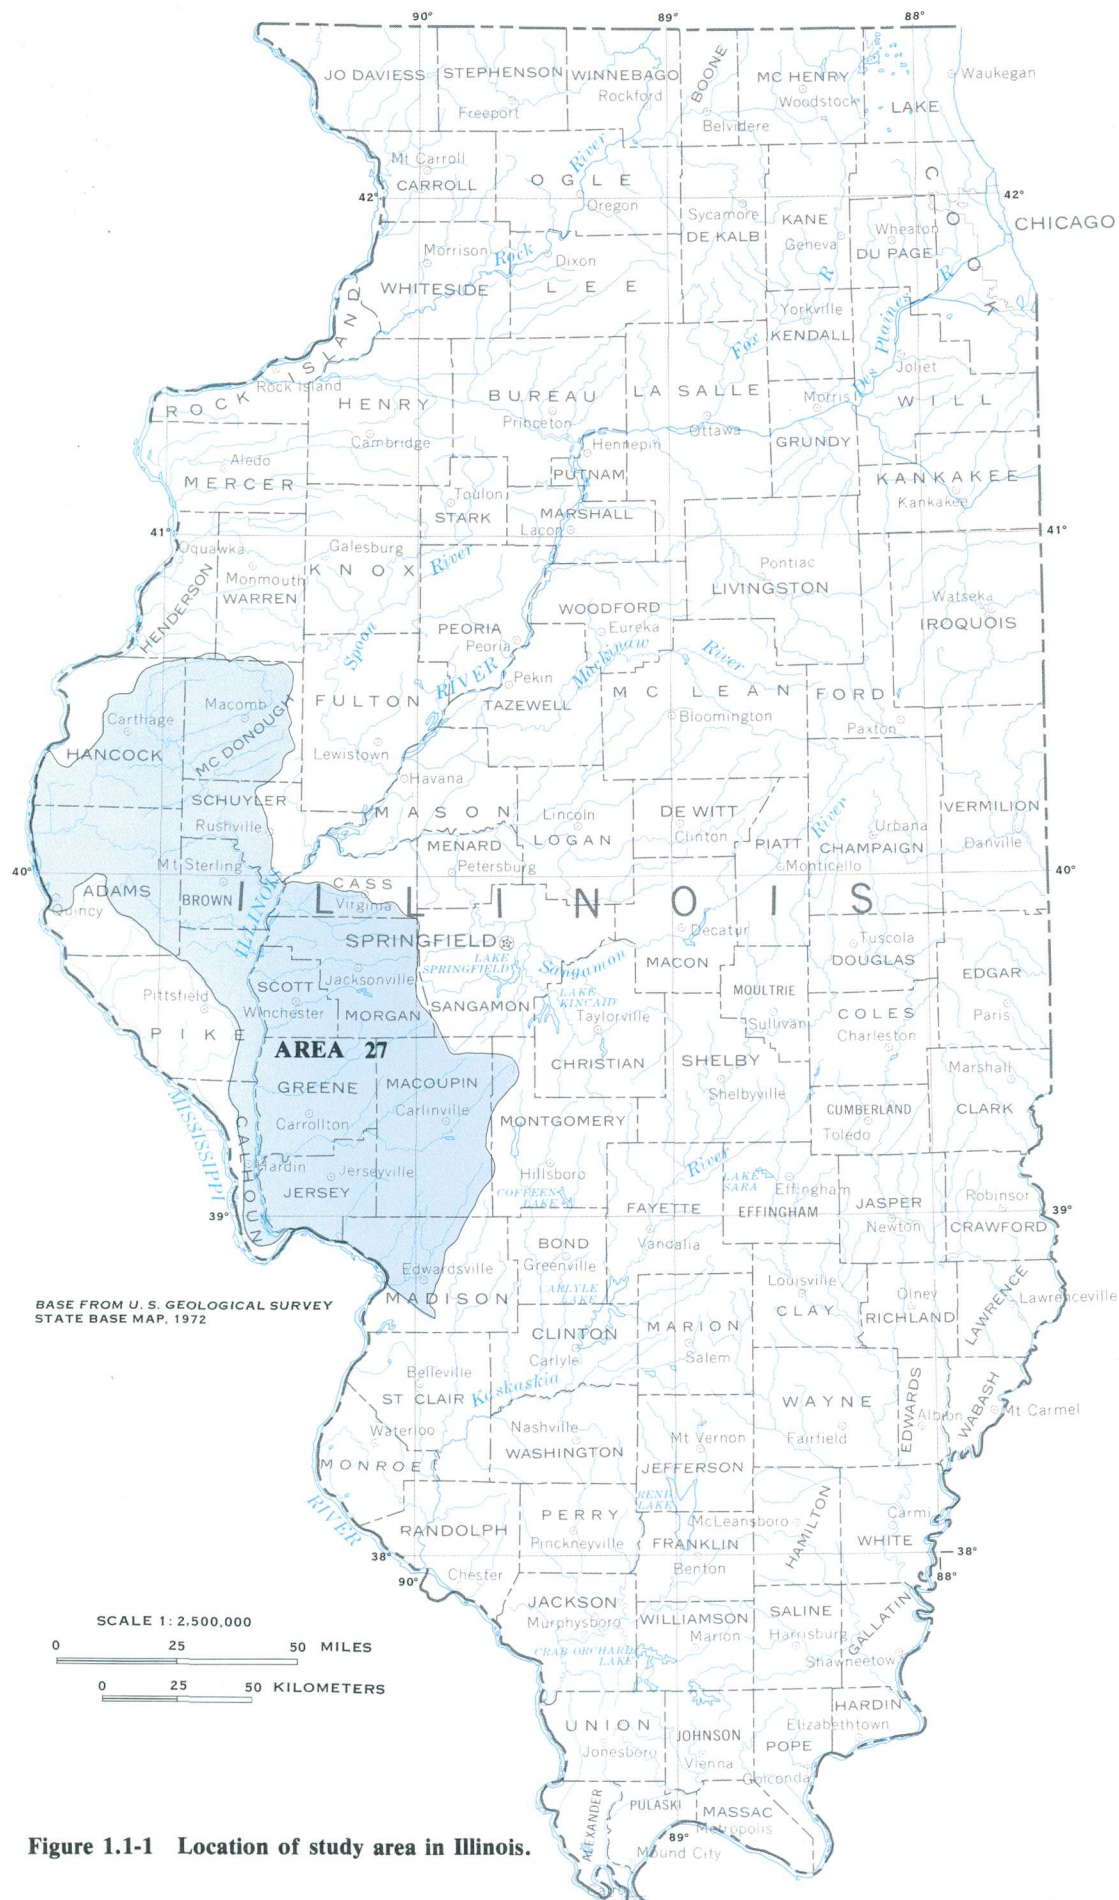 90° 89° 88°
JO DAVIESS STEPHENSON WINNEBAGO BOONE MC HENRY Waukegan
Freeport Rockford Belvidere Woodstock LAKE
Mt Carroll
CARROLL
OGLE
River
Oregon
42° 42°
Sycamore
DE KALB
KANE
Geneva
Wheaton
DU PAGE
COOK
CHICAGO
Morrison
WHITESIDE
Rock
Dixon
LEE
Fox R
Yorkville
KENDALL
Des Plaines R
Joliet
WILL
ROCK ISLAND
Rock Island
HENRY
Cambridge
BUREAU
Princeton
LA SALLE
Ottawa
Morris
GRUNDY
Hennepin
PUTNAM
Aledo
MERCER
Toulon
STARK
MARSHALL
Lacon
KANKAKEE
Kankakee
41° 41°
Oquawka
HENDERSON
Monmouth
WARREN
Galesburg
KNOX
River
Spoon
PEORIA
Peoria
WOODFORD
Eureka
Pontiac
LIVINGSTON
Watseka
IROQUOIS
Mackinaw River
RIVER
Pekin
TAZEWELL
MC LEAN
Bloomington
FORD
Paxton
Carthage
HANCOCK
Macomb
MC DONOUGH
FULTON
Lewistown
Havana
MASON
SCHUYLER
Rushville
Lincoln
LOGAN
DE WITT
Clinton
PIATT
Monticello
River
Urbana
CHAMPAIGN
VERMILION
Danville
MENARD
Petersburg
40° 40°
ADAMS
Quincy
Mt Sterling
BROWN
CASS
Virginia
ILLINOIS
ILLINOIS
SPRINGFIELD
LAKE
SPRINGFIELD
SANGAMON
Sangamon
LAKE
KINCAID
Taylorville
CHRISTIAN
Decatur
MACON
MOULTRIE
Sullivan
Tuscola
DOUGLAS
COLES
Charleston
EDGAR
Paris
Pittsfield
PIKE
SCOTT
Winchester
Jacksonville
MORGAN
AREA 27
GREENE
Carrollton
MACOUPIN
Carlinville
MONTGOMERY
Hillsboro
SHELBY
Shelbyville
CUMBERLAND
Toledo
Marshall
CLARK
MISSISSIPPI
CALHOUN
Hardin
Jerseyville
JERSEY
COFFEEN
LAKE
River
LAKE
SARA
Effingham
EFFINGHAM
FAYETTE
Vandalia
JASPER
Newton
Robinson
CRAWFORD
39° 39°
BOND
Greenville
CARLYLE
LAKE
Edwardsville
MADISON
BASE FROM U. S. GEOLOGICAL SURVEY
STATE BASE MAP, 1972
CLINTON
Carlyle
MARION
Salem
Louisville
CLAY
Olney
RICHLAND
LAWRENCE
Lawrenceville
Belleville
ST CLAIR
Kaskaskia
Waterloo
MONROE
Nashville
WASHINGTON
Mt Vernon
JEFFERSON
WAYNE
Fairfield
EDWARDS
Albion
WABASH
Mt Carmel
RIVER
RANDOLPH
Chester
PERRY
Pinckneyville
REND
LAKE
McLeansboro
HAMILTON
FRANKLIN
Benton
Carmi
WHITE
38° 38°
90° 88°
JACKSON
Murphysboro
WILLIAMSON
Marion
SALINE
Harrisburg
GALLATIN
Shawneetown
CRAB ORCHARD
LAKE
SCALE 1:2,500,000
0 25 50 MILES
0 25 50 KILOMETERS
UNION
Jonesboro
JOHNSON
Vienna
POPE
Golconda
HARDIN
Elizabethtown
ALEXANDER
PULASKI
Mound City
MASSAC
Metropolis
89°
Figure 1.1-1 Location of study area in Illinois.